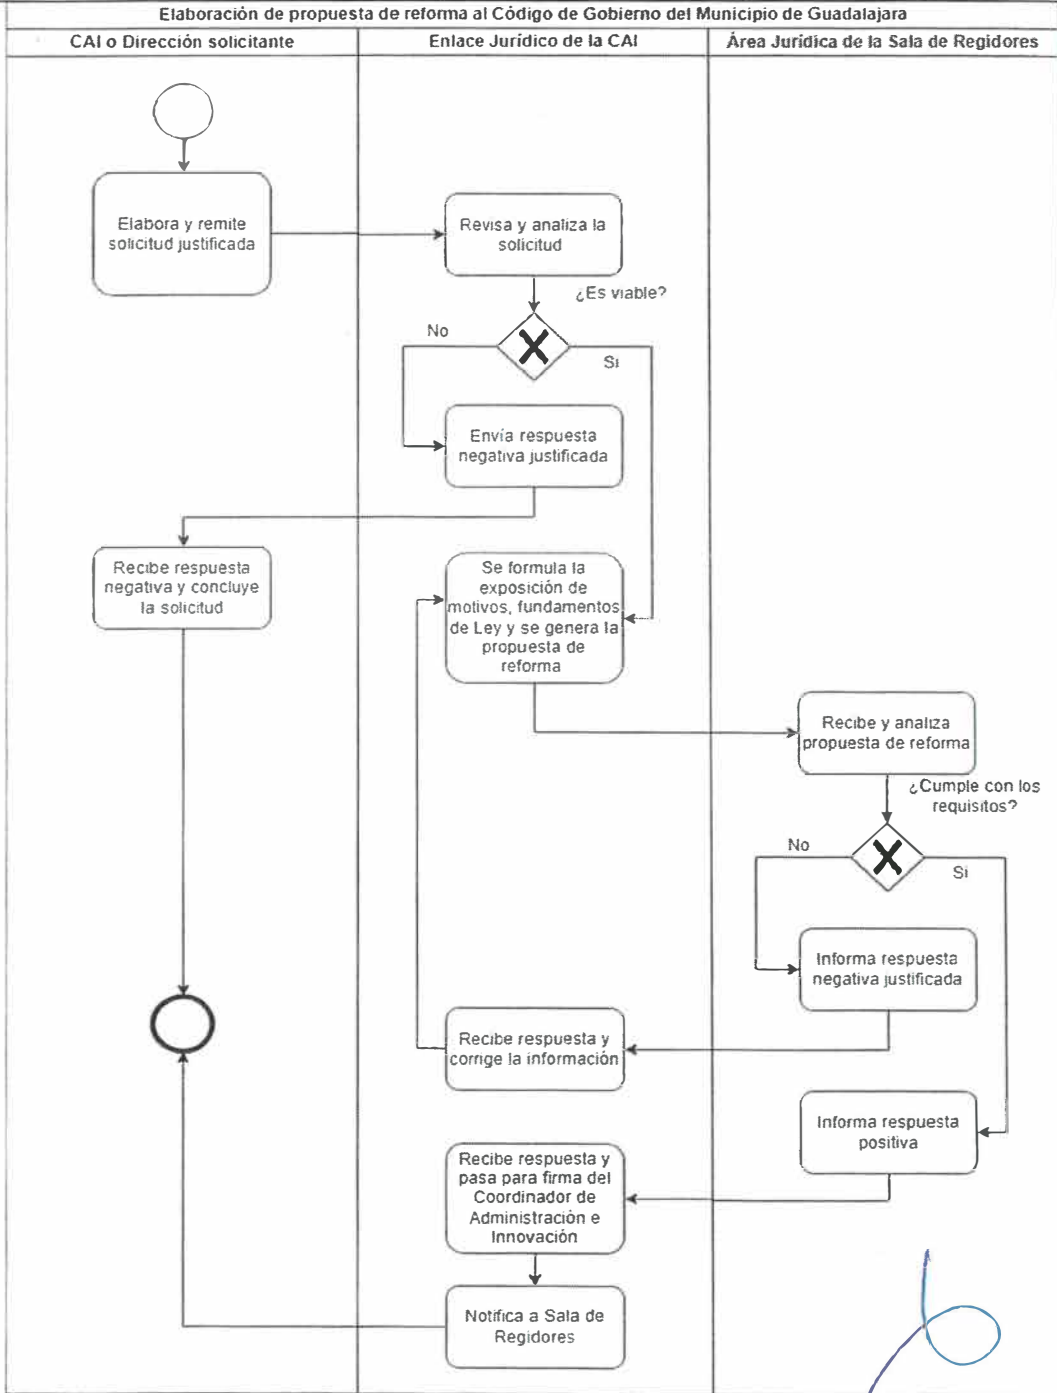 Elaboración de propuesta de reforma al Código de Gobierno del Municipio de Guadalajara
CAI o Dirección solicitante
Enlace Jurídico de la CAI
Área Jurídica de la Sala de Regidores
Elabora y remite
solicitud justificada
Revisa y analiza la
solicitud
¿Es viable?
No
Si
Envía respuesta
negativa justificada
Recibe respuesta
negativa y concluye
la solicitud
Se formula la
exposición de
motivos, fundamentos
de Ley y se genera la
propuesta de
reforma
Recibe y analiza
propuesta de reforma
¿Cumple con los
requisitos?
No
Si
Informa respuesta
negativa justificada
Recibe respuesta y
corrige la información
Informa respuesta
positiva
Recibe respuesta y
pasa para firma del
Coordinador de
Administración e
Innovación
Notifica a Sala de
Regidores